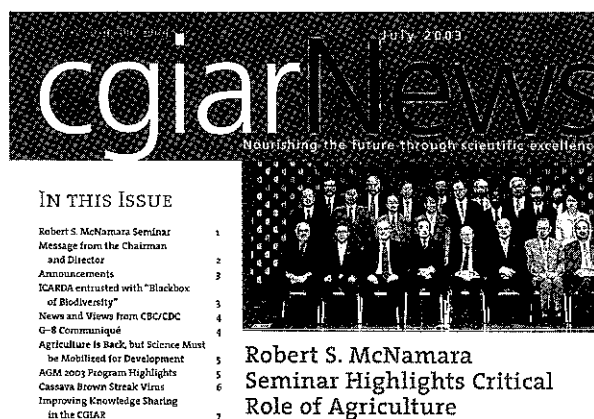 July 2003
cgiarNews
Nourishing the future through scientific excellenc
IN THIS ISSUE
Robert S. McNamara Seminar 1
Message from the Chairman
and Director 2
Announcements 3
ICARDA entrusted with "Blackbox
of Biodiversity" 3
News and Views from CBC/CDC 4
G-8 Communiqué 4
Agriculture is Back, but Science Must
be Mobilized for Development 5
AGM 2003 Program Highlights 5
Cassava Brown Streak Virus 6
Improving Knowledge Sharing
in the CGIAR 7
Robert S. McNamara
Seminar Highlights Critical
Role of Agriculture